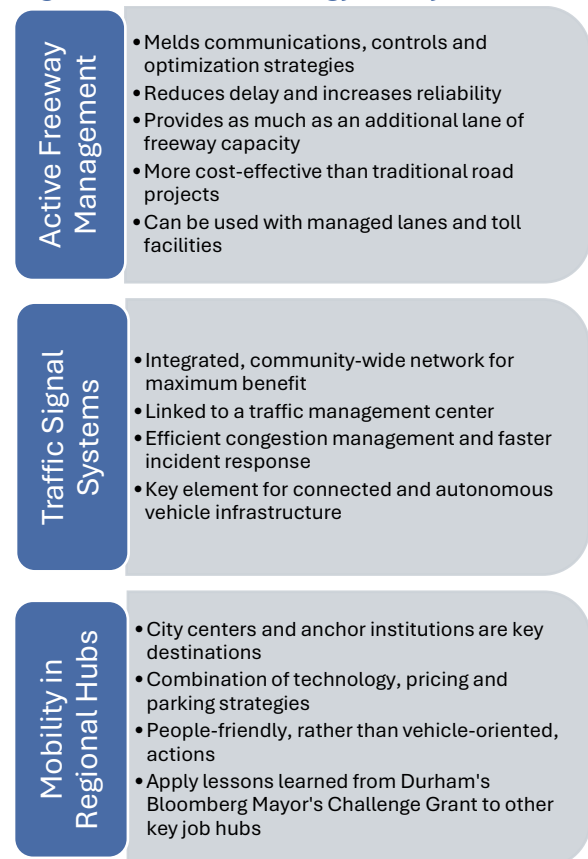 Active Freeway
Management
•Melds communications, controls and
optimization strategies
•Reduces delay and increases reliability
•Provides as much as an additional lane of
freeway capacity
•More cost-effective than traditional road
projects
•Can be used with managed lanes and toll
facilities
Traffic Signal
Systems
•Integrated, community-wide network for
maximum benefit
•Linked to a traffic management center
•Efficient congestion management and faster
incident response
•Key element for connected and autonomous
vehicle infrastructure
Mobility in
Regional Hubs
•City centers and anchor institutions are key
destinations
•Combination of technology, pricing and
parking strategies
•People-friendly, rather than vehicle-oriented,
actions
•Apply lessons learned from Durham's
Bloomberg Mayor's Challenge Grant to other
key job hubs